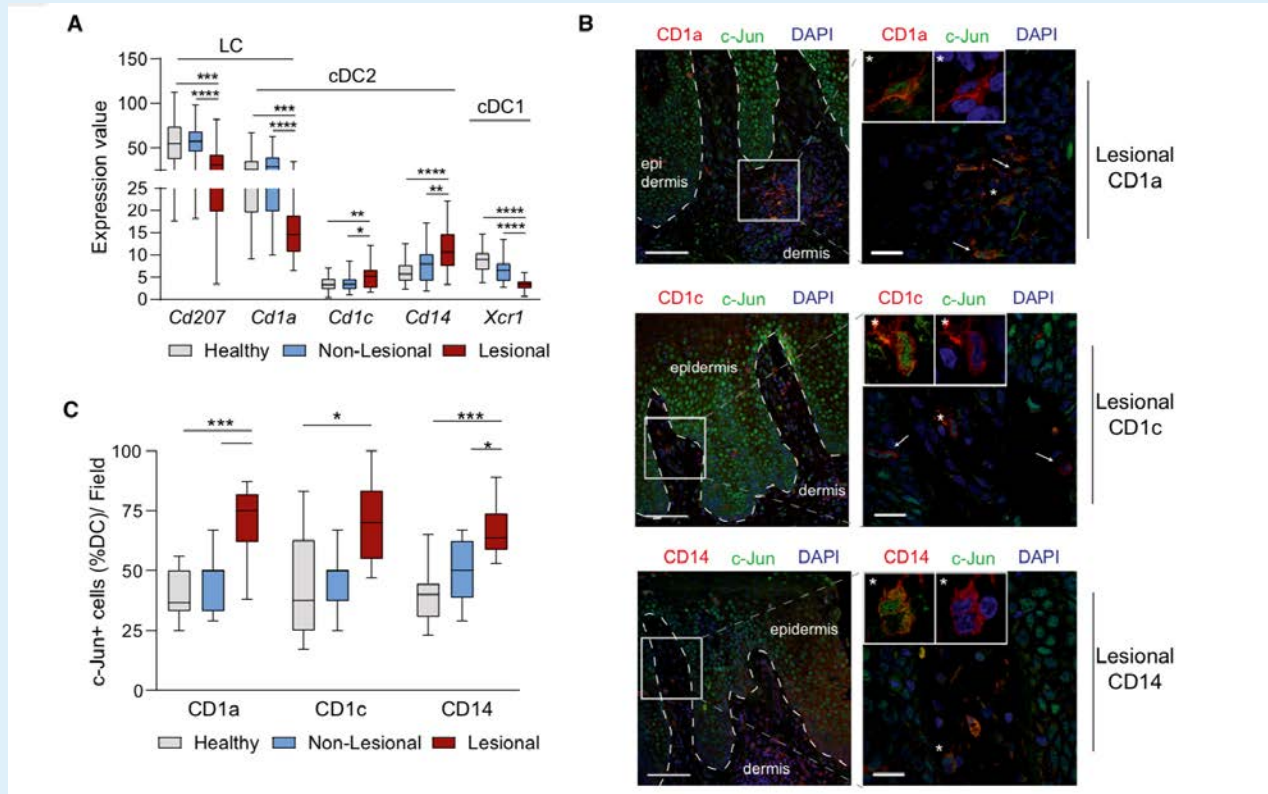 A
LC
cDC2
cDC1
***
****
***
****
**
*
****
**
****
****
Expression value
150
100
50
25
20
15
10
5
0
Cd207 Cd1a Cd1c Cd14 Xcr1
Healthy Non-Lesional Lesional
B
CD1a c-Jun DAPI
CD1a c-Jun DAPI
* *
epi
dermis
dermis
*
Lesional
CD1a
CD1c c-Jun DAPI
CD1c c-Jun DAPI
* *
epidermis
dermis
*
Lesional
CD1c
CD14 c-Jun DAPI
CD14 c-Jun DAPI
* *
epidermis
dermis
*
Lesional
CD14
C
***
*
***
*
c-Jun+ cells (%DC)/ Field
100
75
50
25
0
CD1a CD1c CD14
Healthy Non-Lesional Lesional